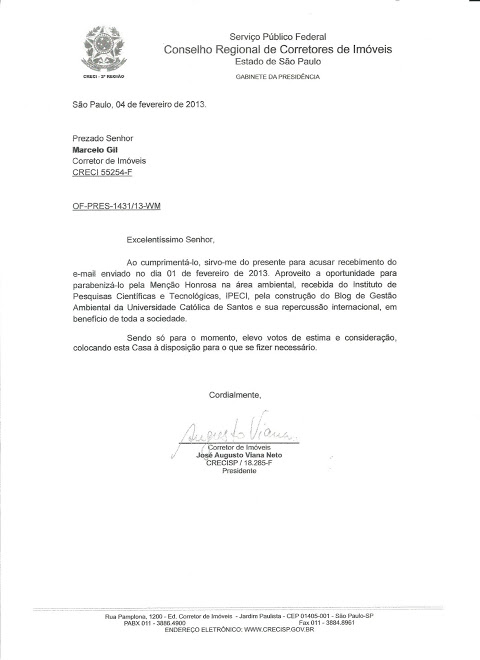 Serviço Público Federal
Conselho Regional de Corretores de Imóveis
Estado de São Paulo
GABINETE DA PRESIDÊNCIA
CRECI - 2ª REGIÃO
São Paulo, 04 de fevereiro de 2013.
Prezado Senhor
Marcelo Gil
Corretor de Imóveis
CRECI 55254-F
OF-PRES-1431/13-WM
Excelentíssimo Senhor,
Ao cumprimentá-lo, sirvo-me do presente para acusar recebimento do
e-mail enviado no dia 01 de fevereiro de 2013. Aproveito a oportunidade para
parabenizá-lo pela Menção Honrosa na área ambiental, recebida do Instituto de
Pesquisas Científicas e Tecnológicas, IPECI, pela construção do Blog de Gestão
Ambiental da Universidade Católica de Santos e sua repercussão internacional, em
benefício de toda a sociedade.
Sendo só para o momento, elevo votos de estima e consideração,
colocando esta Casa à disposição para o que se fizer necessário.
Cordialmente,
Augusto Viana
Corretor de Imóveis
José Augusto Viana Neto
CRECISP / 18.285-F
Presidente
Rua Pamplona, 1200 - Ed. Corretor de Imóveis - Jardim Paulista - CEP 01405-001 - São Paulo-SP
PABX 011 - 3886.4900 Fax 011 - 3884.8961
ENDEREÇO ELETRÔNICO: WWW.CRECISP.GOV.BR